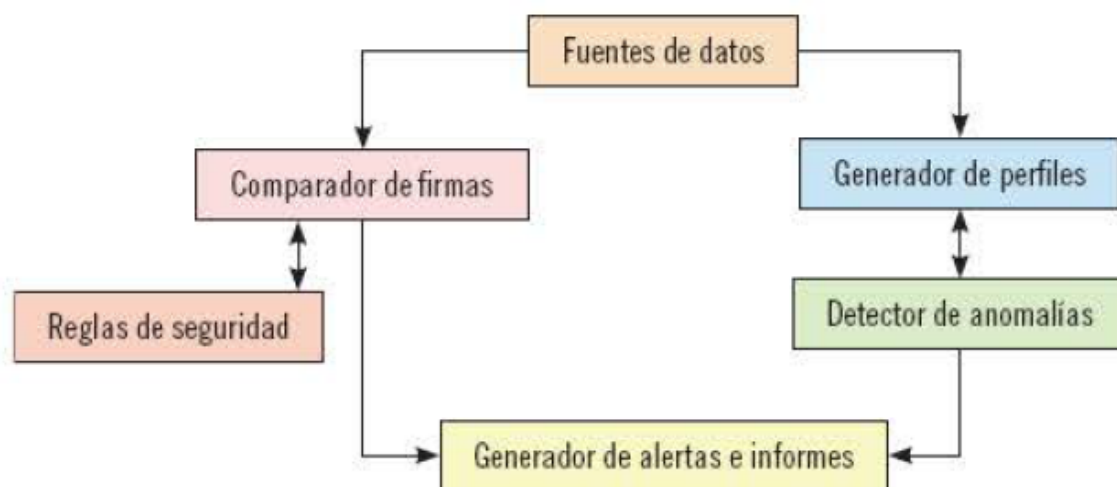 Fuentes de datos
Comparador de firmas
Generador de perfiles
Reglas de seguridad
Detector de anomalías
Generador de alertas e informes